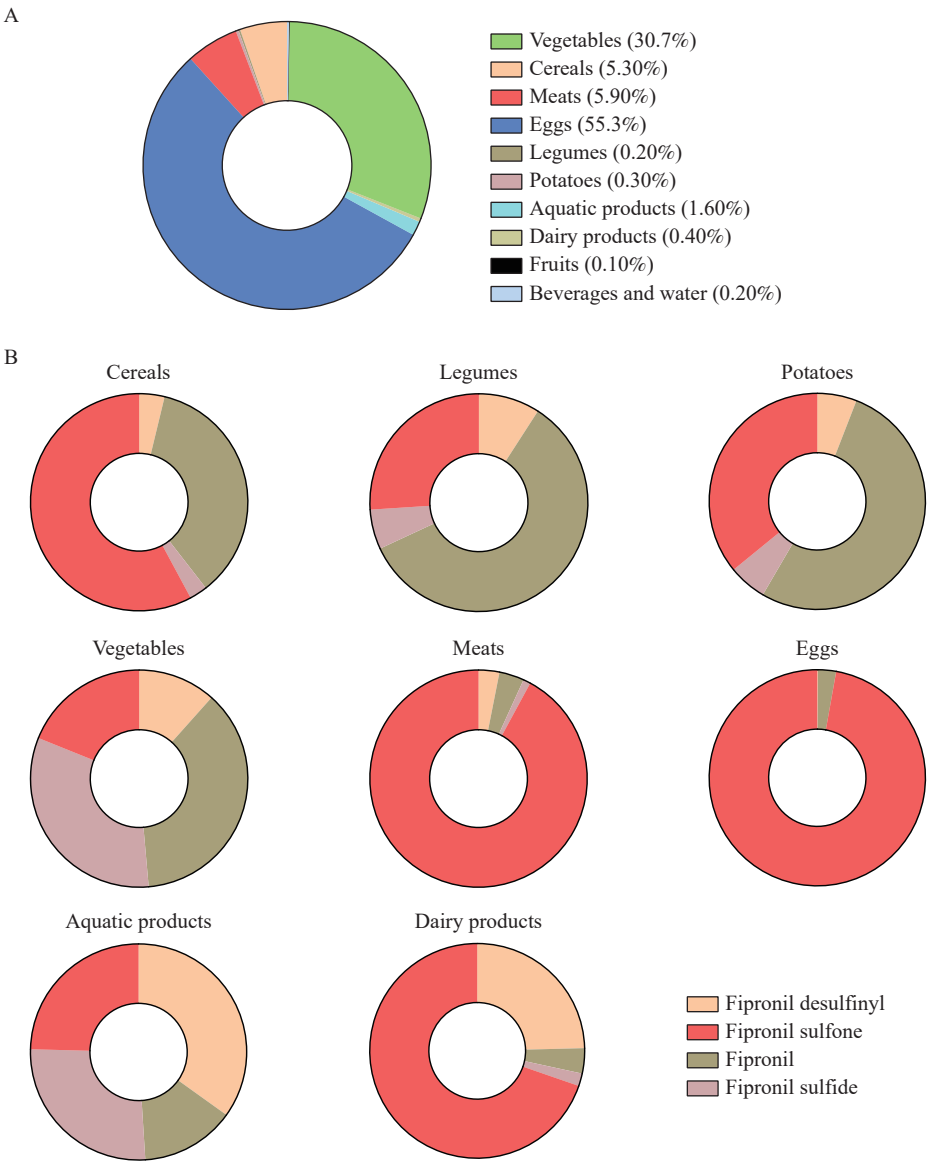 A
Vegetables (30.7%)
Cereals (5.30%)
Meats (5.90%)
Eggs (55.3%)
Legumes (0.20%)
Potatoes (0.30%)
Aquatic products (1.60%)
Dairy products (0.40%)
Fruits (0.10%)
Beverages and water (0.20%)
B
Cereals
Legumes
Potatoes
Vegetables
Meats
Eggs
Aquatic products
Dairy products
Fipronil desulfinyl
Fipronil sulfone
Fipronil
Fipronil sulfide